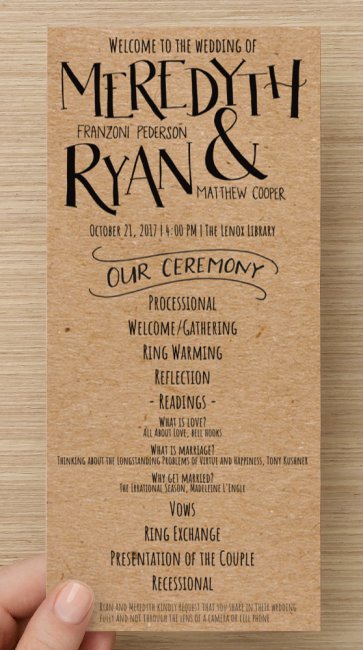 Welcome to the wedding of
MEREDYTH
FRANZONI PEDERSON
&
RYAN
MATTHEW COOPER
October 21, 2017 | 4:00 PM | The Lenox Library
OUR CEREMONY
Processional
Welcome/Gathering
Ring Warming
Reflection
- Readings -
What is love?
All About Love, bell hooks
What is marriage?
Thinking about the Longstanding Problems of Virtue and Happiness, Tony Kushner
Why get married?
The Irrational Season, Madeleine L'Engle
Vows
Ring Exchange
Presentation of the Couple
Recessional
Ryan and Meredyth kindly request that you share in their wedding
fully and not through the lens of a camera or cell phone